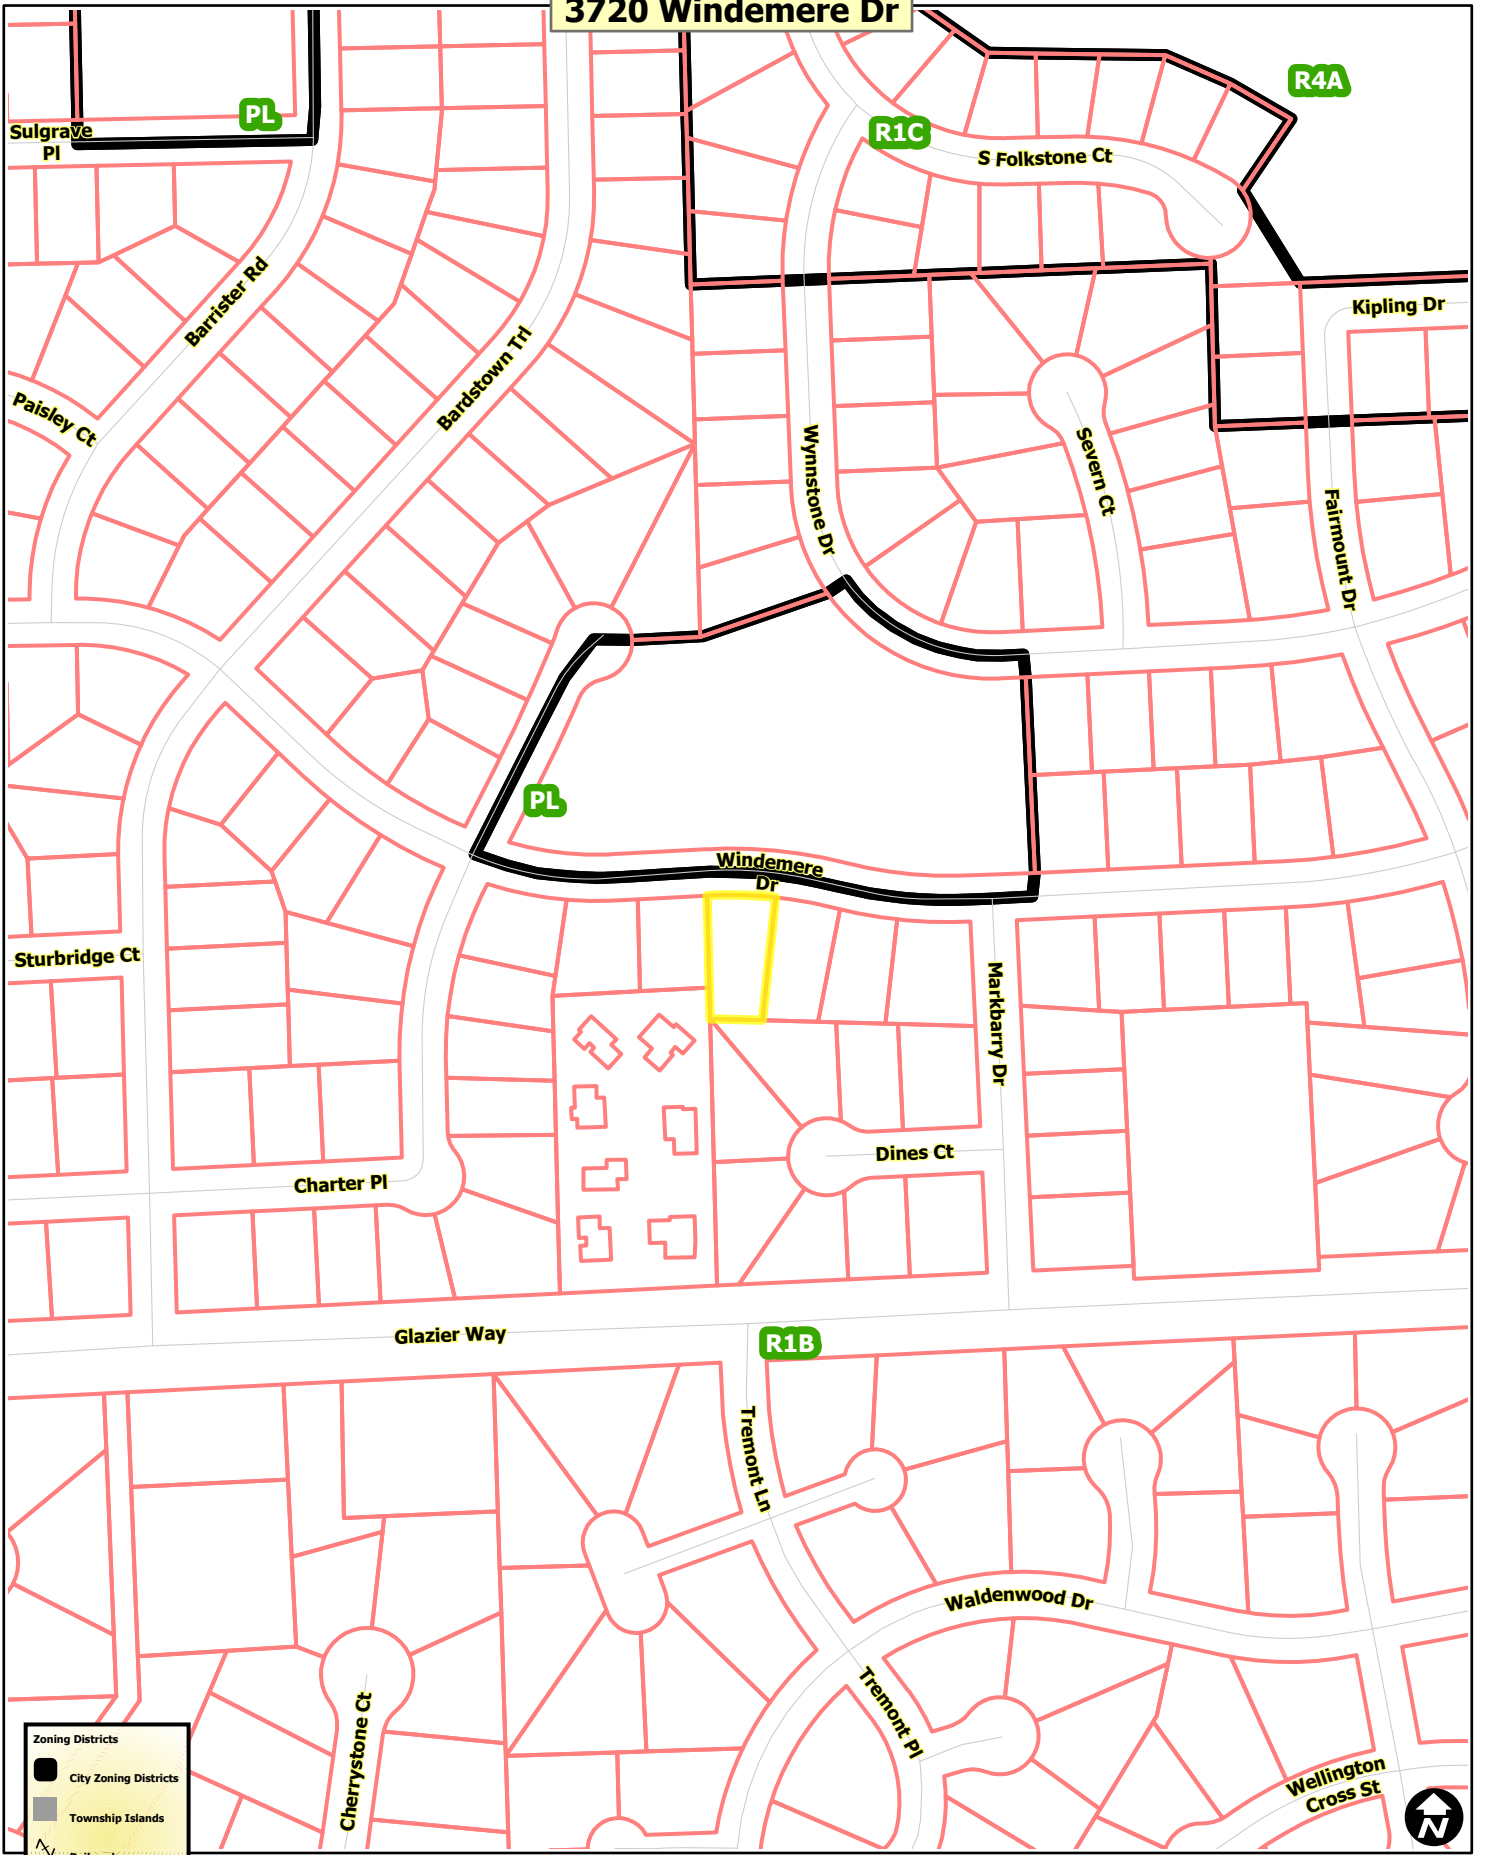 3720 Windemere Dr
R4A
PL
R1C
Sulgrave
Pl
S Folkstone Ct
Barrister Rd
Kipling Dr
Bardstown Trl
Paisley Ct
Wynnstone Dr
Severn Ct
Fairmount Dr
PL
Windemere
Dr
Sturbridge Ct
Markbarry Dr
Dines Ct
Charter Pl
Glazier Way
R1B
Tremont Ln
Waldenwood Dr
Tremont Pl
Cherrystone Ct
Wellington
Cross St
Zoning Districts
City Zoning Districts
Township Islands
N